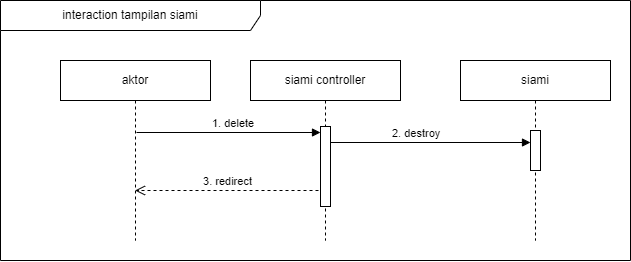 interaction tampilan siami
aktor
siami controller
siami
1. delete
2. destroy
3. redirect